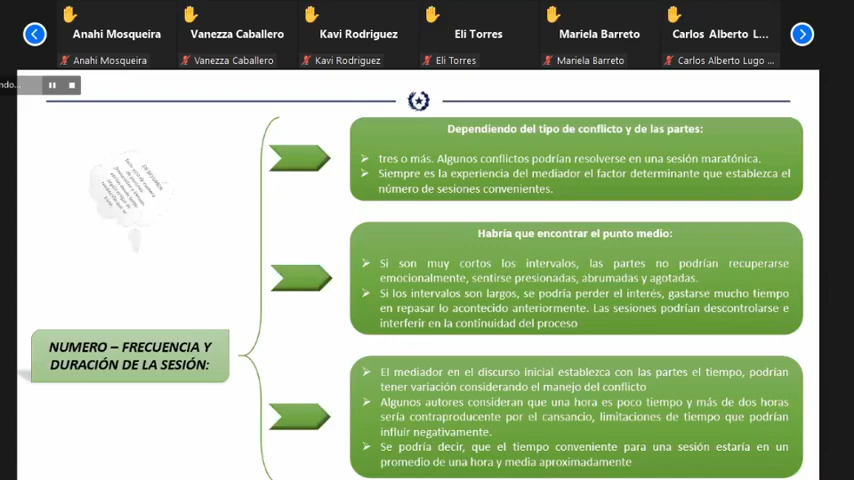 Anahi Mosqueira
Vanezza Caballero
Kavi Rodriguez
Eli Torres
Mariela Barreto
Carlos Alberto L...
Anahi Mosqueira
Vanezza Caballero
Kavi Rodriguez
Eli Torres
Mariela Barreto
Carlos Alberto Lugo ...
ndo...
Dependiendo del tipo de conflicto y de las partes:
tres o más. Algunos conflictos podrían resolverse en una sesión maratónica.
Siempre es la experiencia del mediador el factor determinante que establezca el
número de sesiones convenientes.
Habría que encontrar el punto medio:
Si son muy cortos los intervalos, las partes no podrían recuperarse
emocionalmente, sentirse presionadas, abrumadas y agotadas.
Si los intervalos son largos, se podría perder el interés, gastarse mucho tiempo
en repasar lo acontecido anteriormente. Las sesiones podrían descontrolarse e
interferir en la continuidad del proceso
NUMERO – FRECUENCIA Y
DURACIÓN DE LA SESIÓN:
El mediador en el discurso inicial establezca con las partes el tiempo, podrían
tener variación considerando el manejo del conflicto
Algunos autores consideran que una hora es poco tiempo y más de dos horas
sería contraproducente por el cansancio, limitaciones de tiempo que podrían
influir negativamente.
Se podría decir, que el tiempo conveniente para una sesión estaría en un
promedio de una hora y media aproximadamente